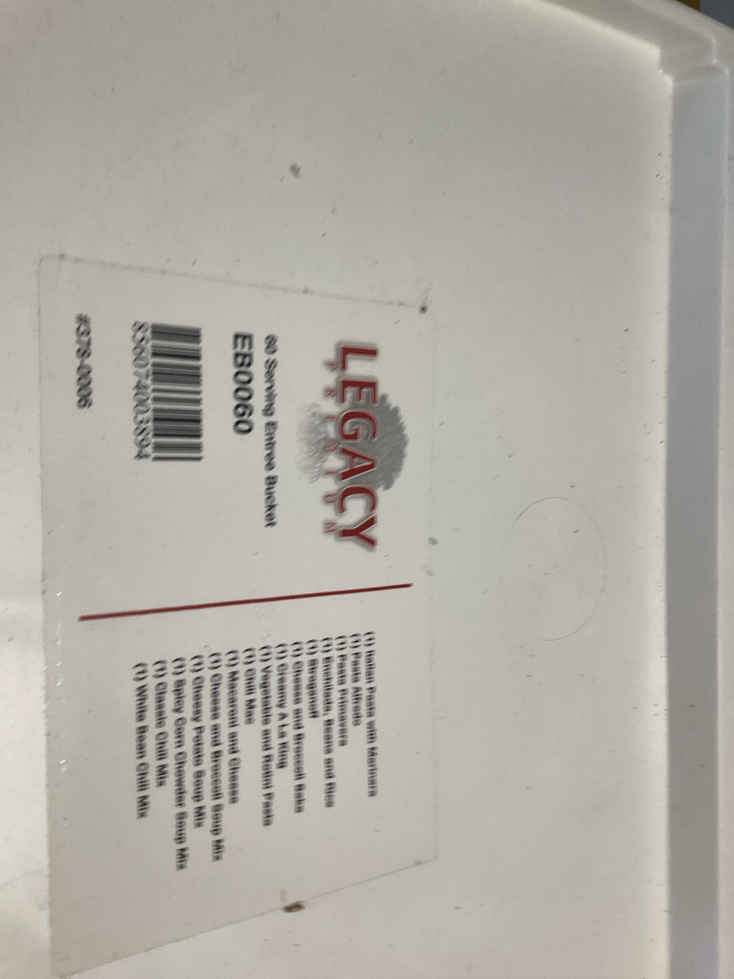 LEGACY
PREMIUM
60 Serving Entree Bucket
EB0060
856074003894
#378-0006
(1) Italian Pasta with Marinara
(1) Pasta Alfredo
(1) Pasta Primavera
(1) Enchilada, Beans and Rice
(1) Stroganoff
(1) Cheese and Broccoli Bake
(1) Creamy A La King
(1) Vegetable and Rotini Pasta
(1) Chili Mac
(1) Macaroni and Cheese
(1) Cheese and Broccoli Soup Mix
(1) Cheesy Potato Soup Mix
(1) Spicy Corn Chowder Soup Mix
(1) Classic Chili Mix
(1) White Bean Chili Mix